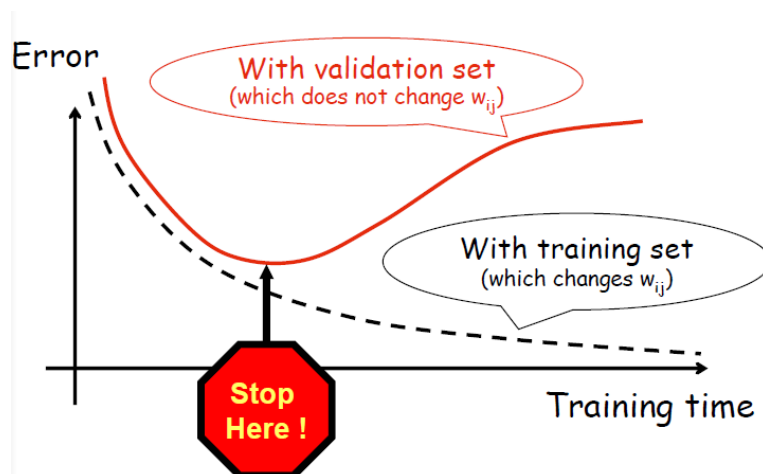 Error
With validation set
(which does not change wij)
With training set
(which changes wij)
Stop
Here !
Training time